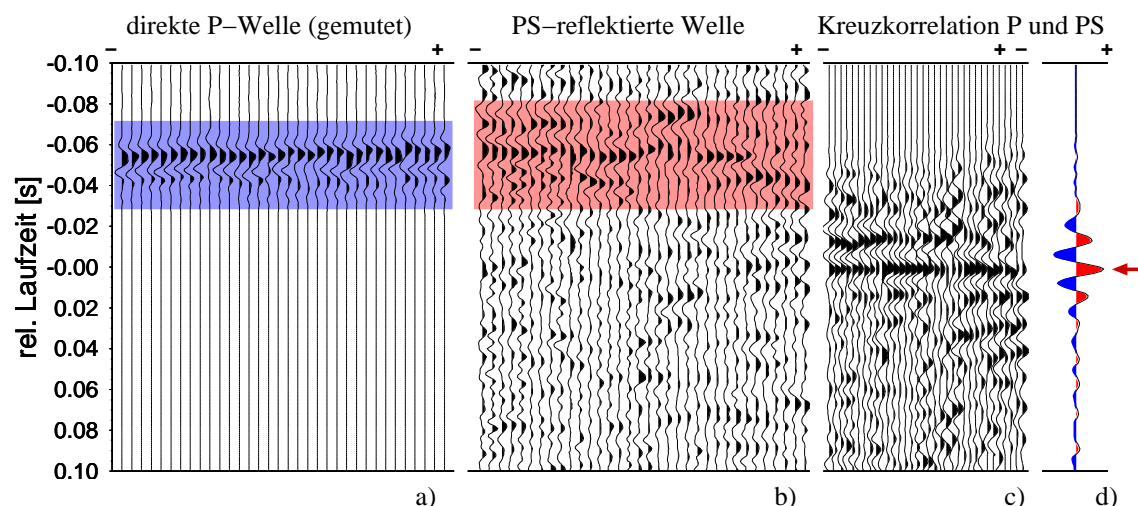 direkte P−Welle (gemutet) PS−reflektierte Welle Kreuzkorrelation P und PS
− + − + − + − +
-0.10
-0.08
-0.06
-0.04
-0.02
-0.00
0.02
0.04
0.06
0.08
0.10
rel. Laufzeit [s]
a) b) c) d)